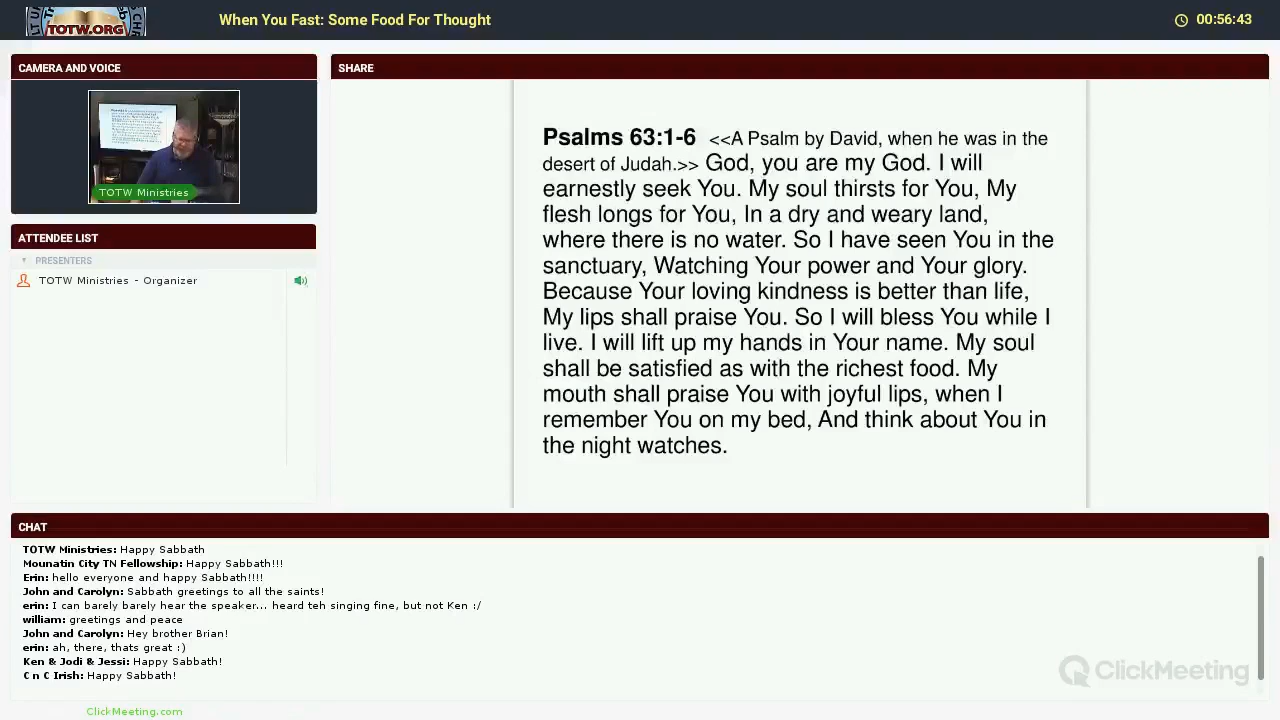 TOTW.ORG
When You Fast: Some Food For Thought
00:56:43
CAMERA AND VOICE
TOTW Ministries
ATTENDEE LIST
PRESENTERS
TOTW Ministries - Organizer
SHARE
Psalms 63:1-6 <<A Psalm by David, when he was in the
desert of Judah.>> God, you are my God. I will
earnestly seek You. My soul thirsts for You, My
flesh longs for You, In a dry and weary land,
where there is no water. So I have seen You in the
sanctuary, Watching Your power and Your glory.
Because Your loving kindness is better than life,
My lips shall praise You. So I will bless You while I
live. I will lift up my hands in Your name. My soul
shall be satisfied as with the richest food. My
mouth shall praise You with joyful lips, when I
remember You on my bed, And think about You in
the night watches.
CHAT
TOTW Ministries: Happy Sabbath
Mounatin City TN Fellowship: Happy Sabbath!!!
Erin: hello everyone and happy Sabbath!!!!
John and Carolyn: Sabbath greetings to all the saints!
erin: I can barely barely hear the speaker... heard teh singing fine, but not Ken :/
william: greetings and peace
John and Carolyn: Hey brother Brian!
erin: ah, there, thats great :)
Ken & Jodi & Jessi: Happy Sabbath!
C n C Irish: Happy Sabbath!
ClickMeeting
ClickMeeting.com